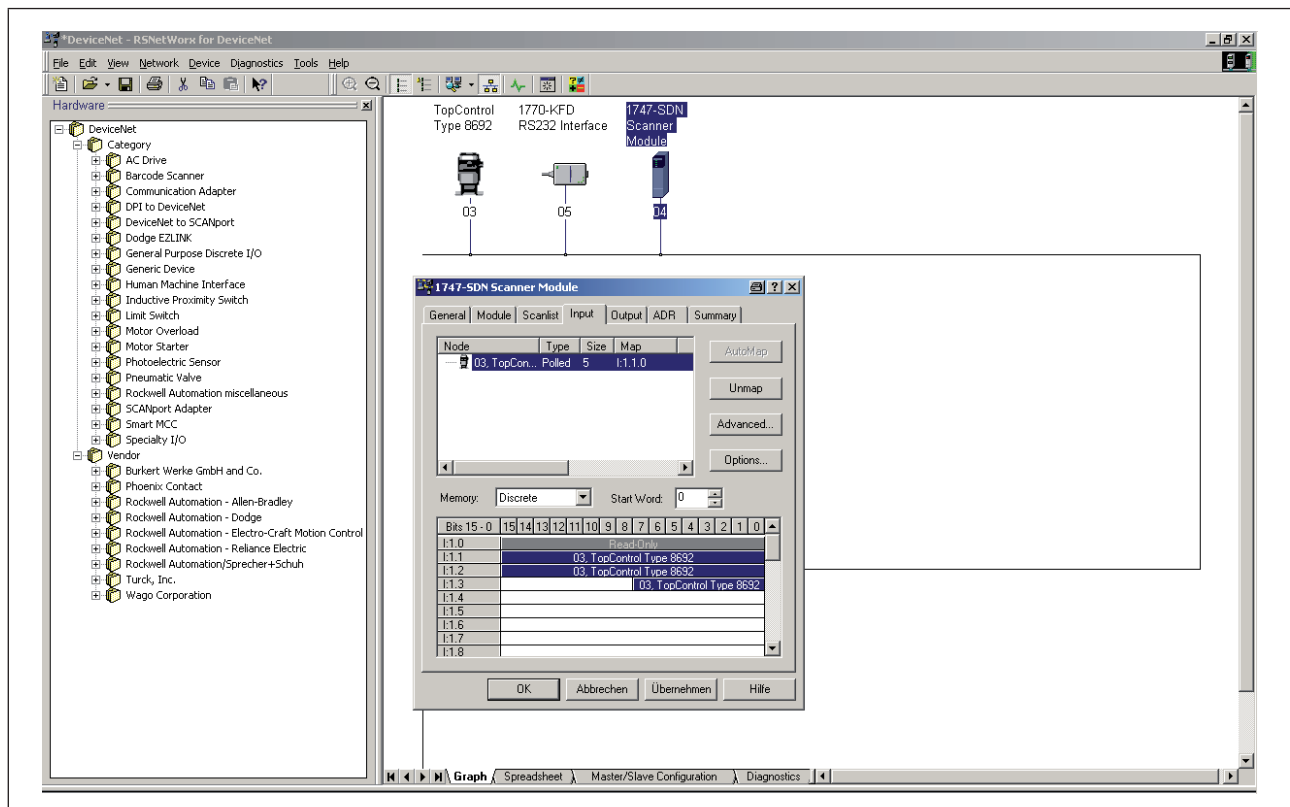 *DeviceNet - RSNetWorx for DeviceNet
File Edit View Network Device Diagnostics Tools Help
Hardware
DeviceNet
Category
AC Drive
Barcode Scanner
Communication Adapter
DPI to DeviceNet
DeviceNet to SCANport
Dodge EZLINK
General Purpose Discrete I/O
Generic Device
Human Machine Interface
Inductive Proximity Switch
Limit Switch
Motor Overload
Motor Starter
Photoelectric Sensor
Pneumatic Valve
Rockwell Automation miscellaneous
SCANport Adapter
Smart MCC
Specialty I/O
Vendor
Burkert Werke GmbH and Co.
Phoenix Contact
Rockwell Automation - Allen-Bradley
Rockwell Automation - Dodge
Rockwell Automation - Electro-Craft Motion Control
Rockwell Automation - Reliance Electric
Rockwell Automation/Sprecher+Schuh
Turck, Inc.
Wago Corporation
TopControl 1770-KFD 1747-SDN
Type 8692 RS232 Interface Scanner
Module
03 05 04
1747-SDN Scanner Module
General Module Scanlist Input Output ADR Summary
Node Type Size Map
03, TopCon... Polled 5 I:1.1.0
AutoMap
Unmap
Advanced...
Options...
Memory: Discrete Start Word: 0
Bits 15 - 0 15 14 13 12 11 10 9 8 7 6 5 4 3 2 1 0
I:1.0 Read-Only
I:1.1 03, TopControl Type 8692
I:1.2 03, TopControl Type 8692
I:1.3 03, TopControl Type 8692
I:1.4
I:1.5
I:1.6
I:1.7
I:1.8
OK Abbrechen Übernehmen Hilfe
Graph Spreadsheet Master/Slave Configuration Diagnostics